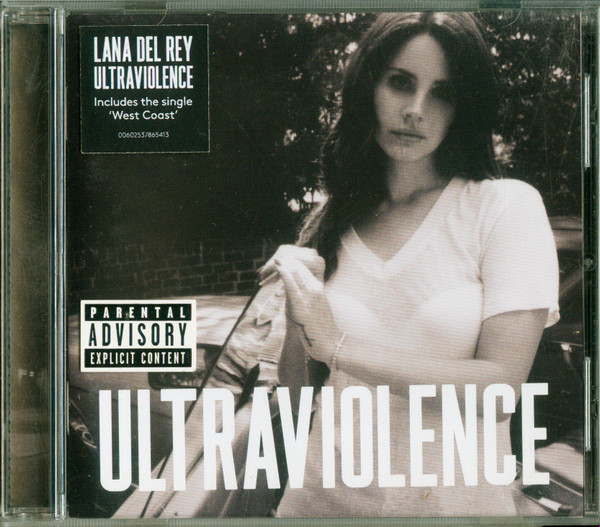 LANA DEL REY
ULTRAVIOLENCE
Includes the single
'West Coast'
00602537865413
PARENTAL
ADVISORY
EXPLICIT CONTENT
ULTRAVIOLENCE